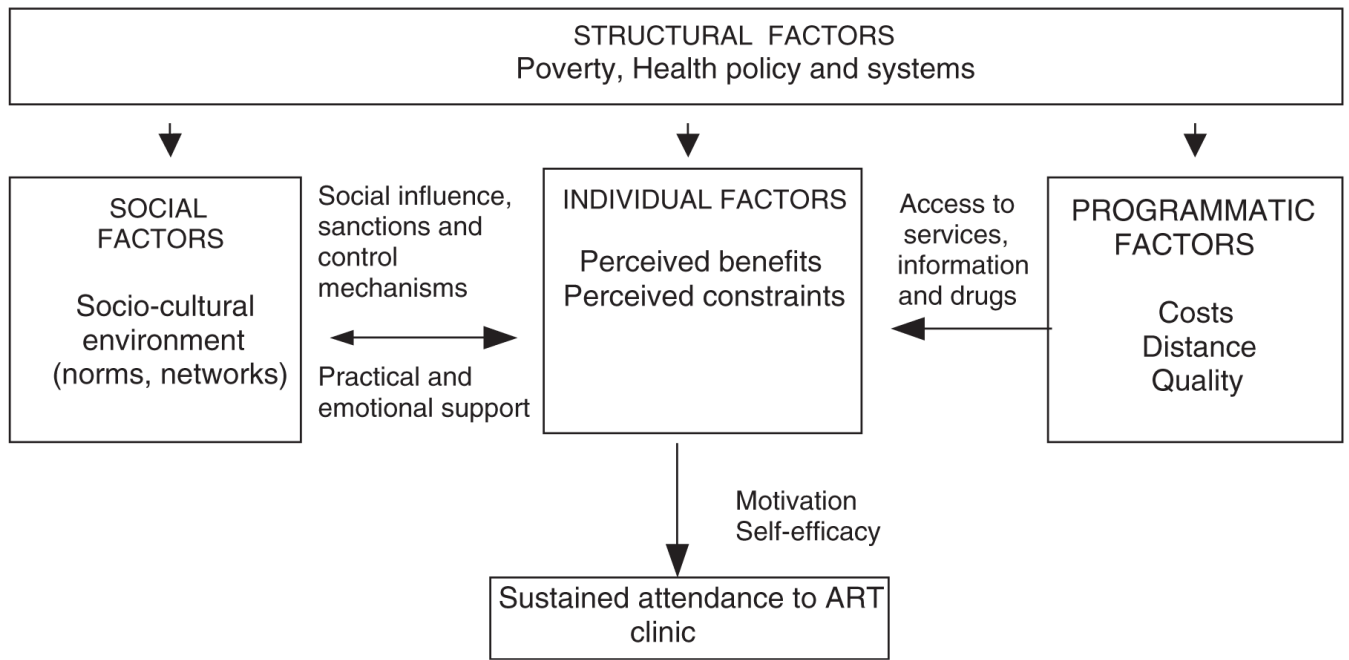 STRUCTURAL FACTORS
Poverty, Health policy and systems
SOCIAL
FACTORS
Socio-cultural
environment
(norms, networks)
Social influence,
sanctions and
control
mechanisms
Practical and
emotional support
INDIVIDUAL FACTORS
Perceived benefits
Perceived constraints
Access to
services,
information
and drugs
PROGRAMMATIC
FACTORS
Costs
Distance
Quality
Motivation
Self-efficacy
Sustained attendance to ART
clinic